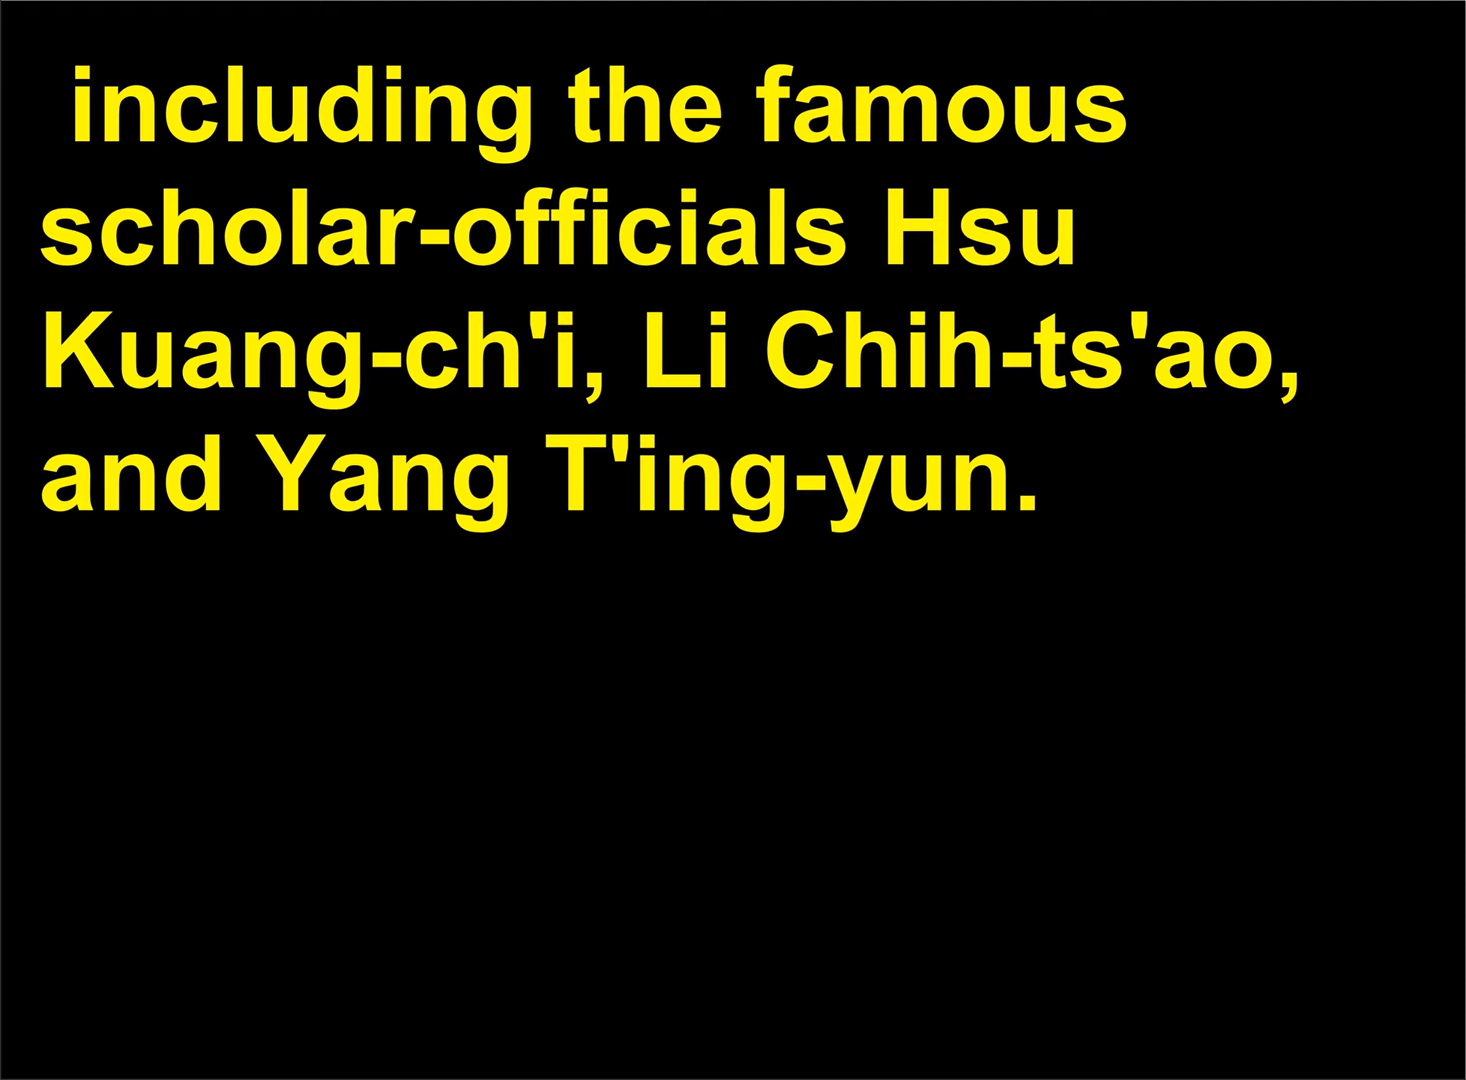 including the famous
scholar-officials Hsu
Kuang-ch'i, Li Chih-ts'ao,
and Yang T'ing-yun.